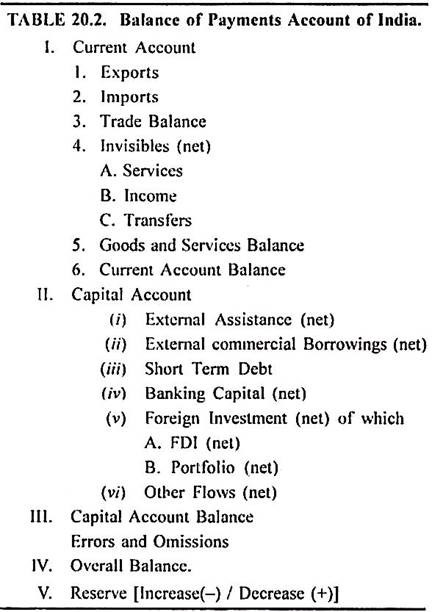 TABLE 20.2. Balance of Payments Account of India.
I. Current Account
1. Exports
2. Imports
3. Trade Balance
4. Invisibles (net)
A. Services
B. Income
C. Transfers
5. Goods and Services Balance
6. Current Account Balance
II. Capital Account
(i) External Assistance (net)
(ii) External commercial Borrowings (net)
(iii) Short Term Debt
(iv) Banking Capital (net)
(v) Foreign Investment (net) of which
A. FDI (net)
B. Portfolio (net)
(vi) Other Flows (net)
III. Capital Account Balance
Errors and Omissions
IV. Overall Balance.
V. Reserve [Increase(–) / Decrease (+)]